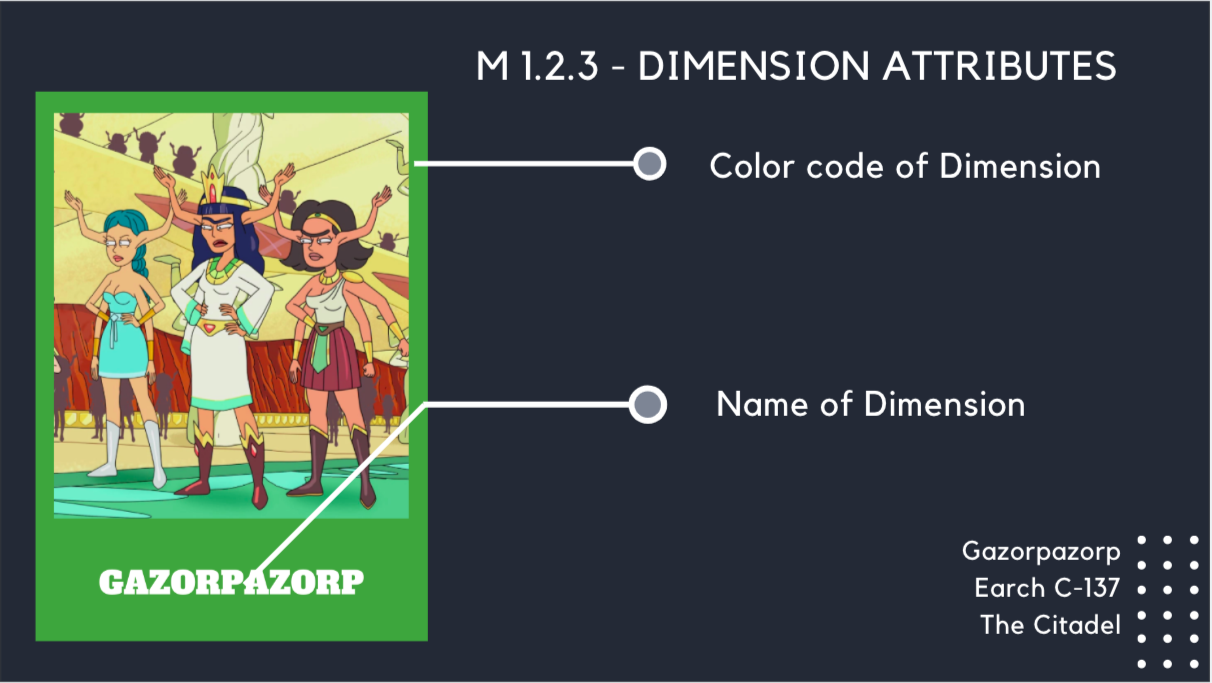 M 1.2.3 - DIMENSION ATTRIBUTES
Color code of Dimension
Name of Dimension
GAZORPAZORP
Gazorpazorp
Earch C-137
The Citadel